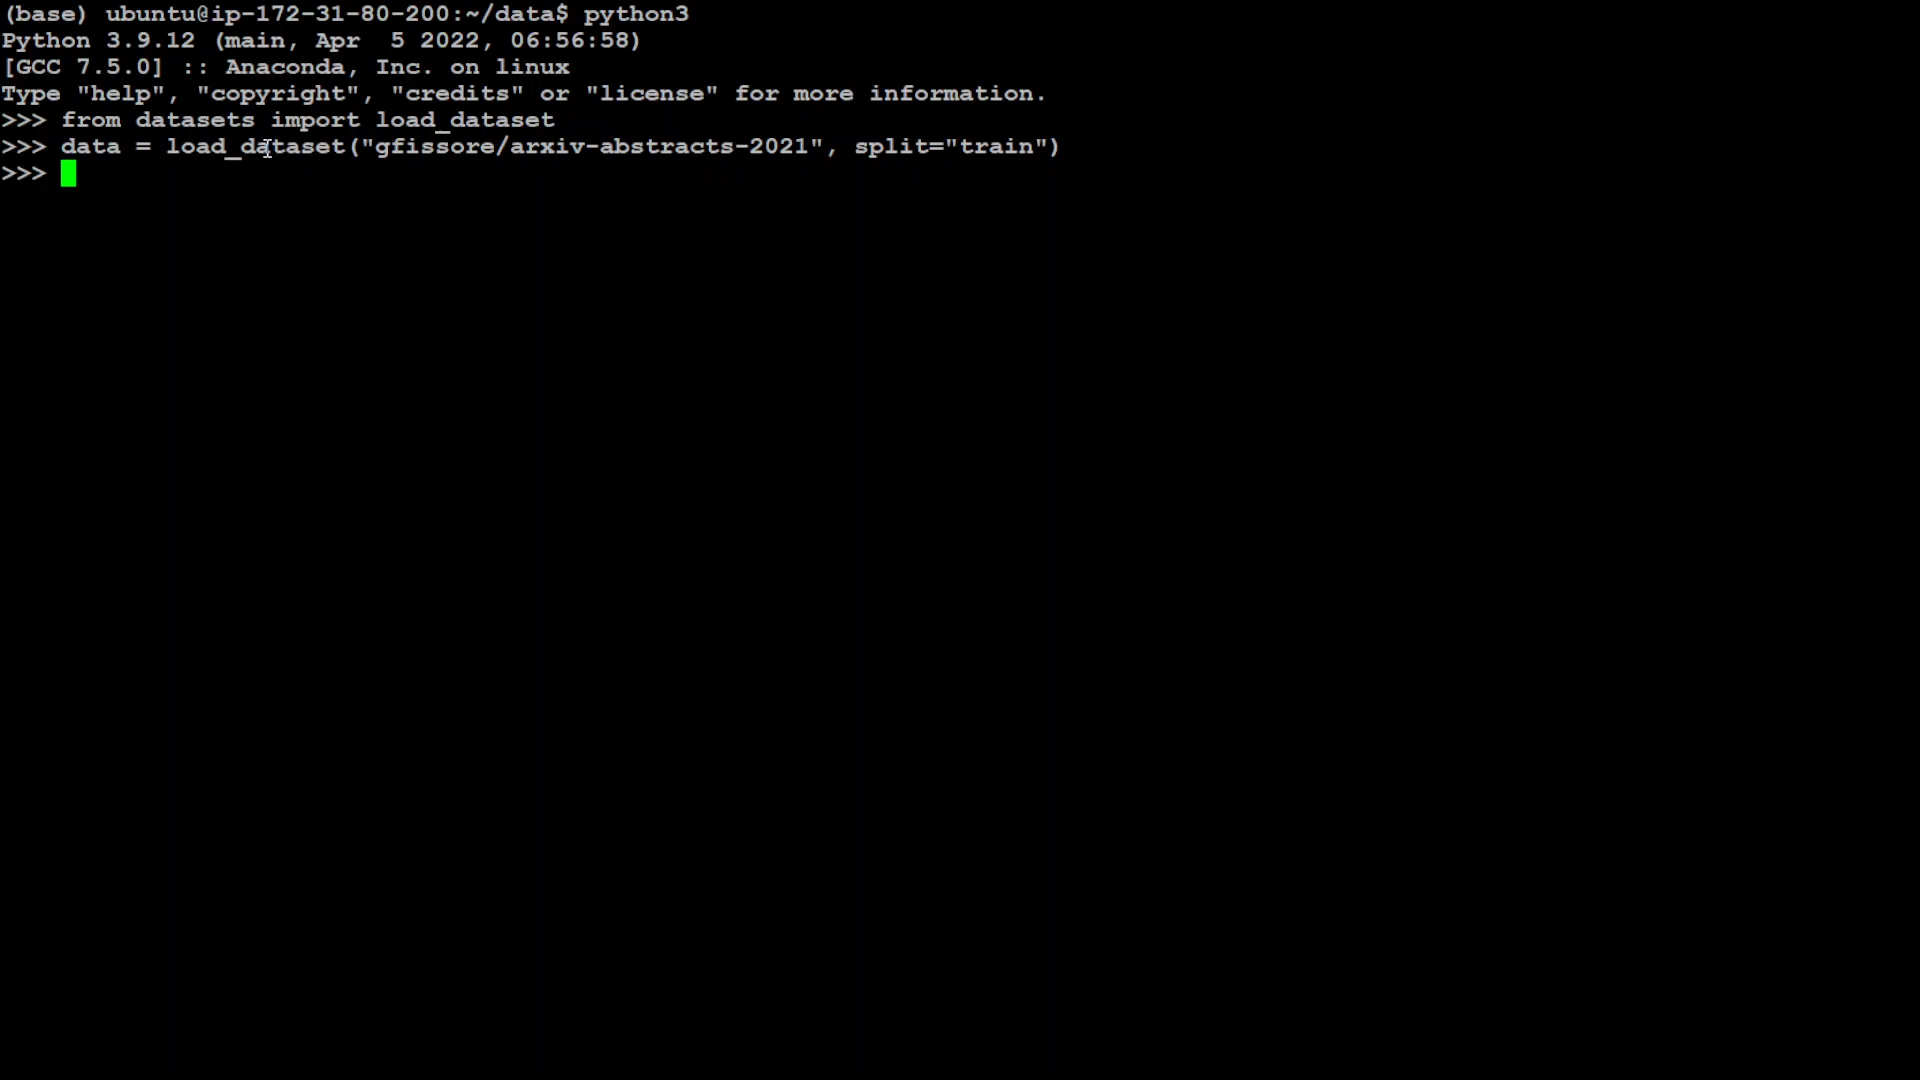 (base) ubuntu@ip-172-31-80-200:~/data$ python3
Python 3.9.12 (main, Apr  5 2022, 06:56:58)
[GCC 7.5.0] :: Anaconda, Inc. on linux
Type "help", "copyright", "credits" or "license" for more information.
>>> from datasets import load_dataset
>>> data = load_dataset("gfissore/arxiv-abstracts-2021", split="train")
>>>